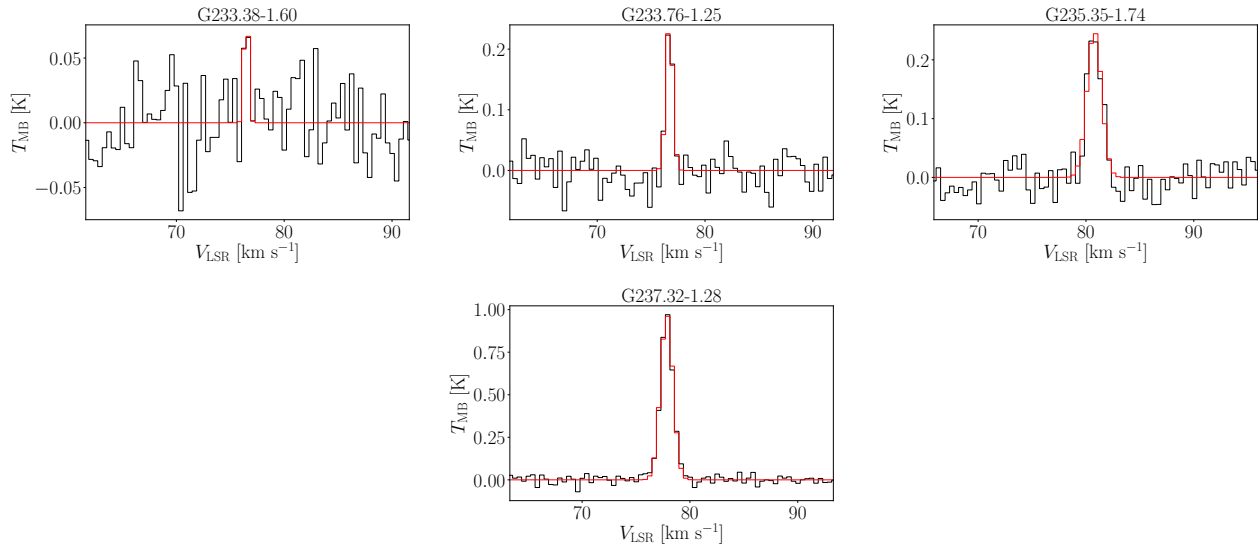 G233.38-1.60
0.05
0.00
−0.05
T_MB [K]
70
80
90
V_LSR [km s⁻¹]
G233.76-1.25
0.2
0.1
0.0
T_MB [K]
70
80
90
V_LSR [km s⁻¹]
G235.35-1.74
0.2
0.1
0.0
T_MB [K]
70
80
90
V_LSR [km s⁻¹]
G237.32-1.28
1.00
0.75
0.50
0.25
0.00
T_MB [K]
70
80
90
V_LSR [km s⁻¹]